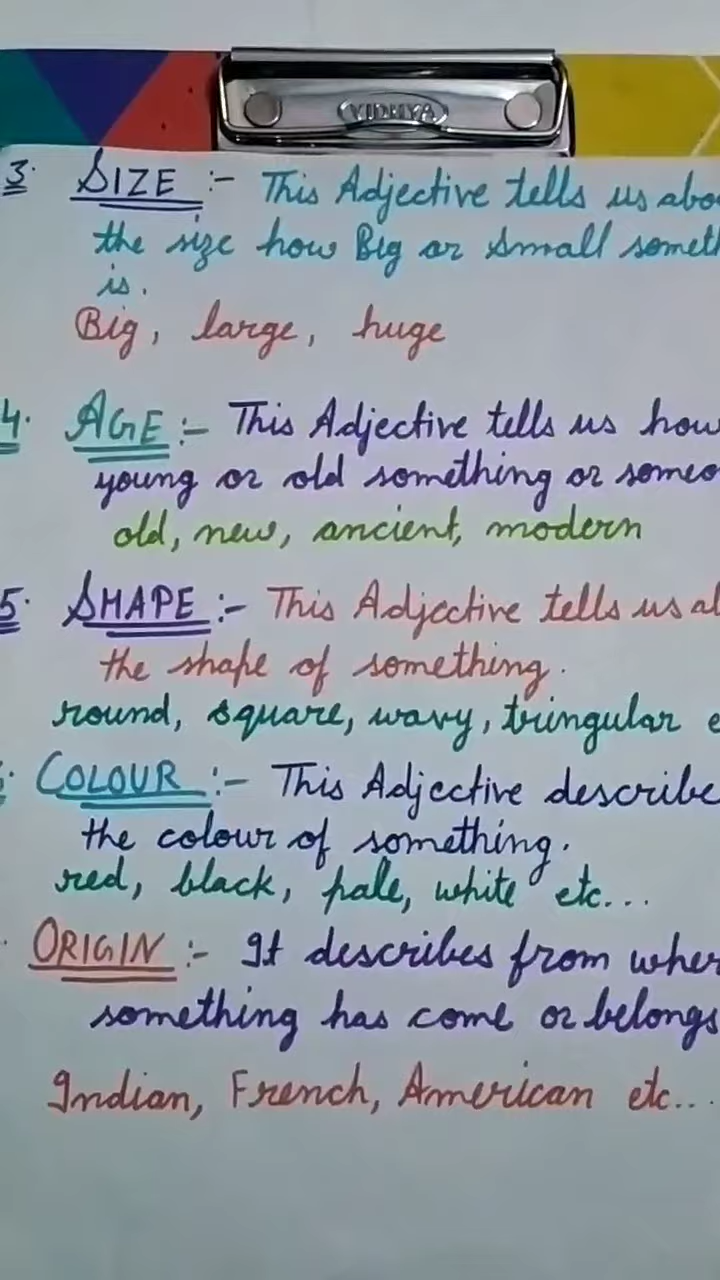 VIDHYA
3. SIZE :- This Adjective tells us abo
the size how Big or Small someth
is.
Big, large, huge
4. AGE :- This Adjective tells us how
young or old something or someo
old, new, ancient, modern
5. SHAPE :- This Adjective tells us a
the shape of something.
round, square, wavy, tringular e
COLOUR :- This Adjective describe
the colour of something.
red, black, pale, white etc...
ORIGIN :- It describes from wher
something has come or belongs
Indian, French, American etc...